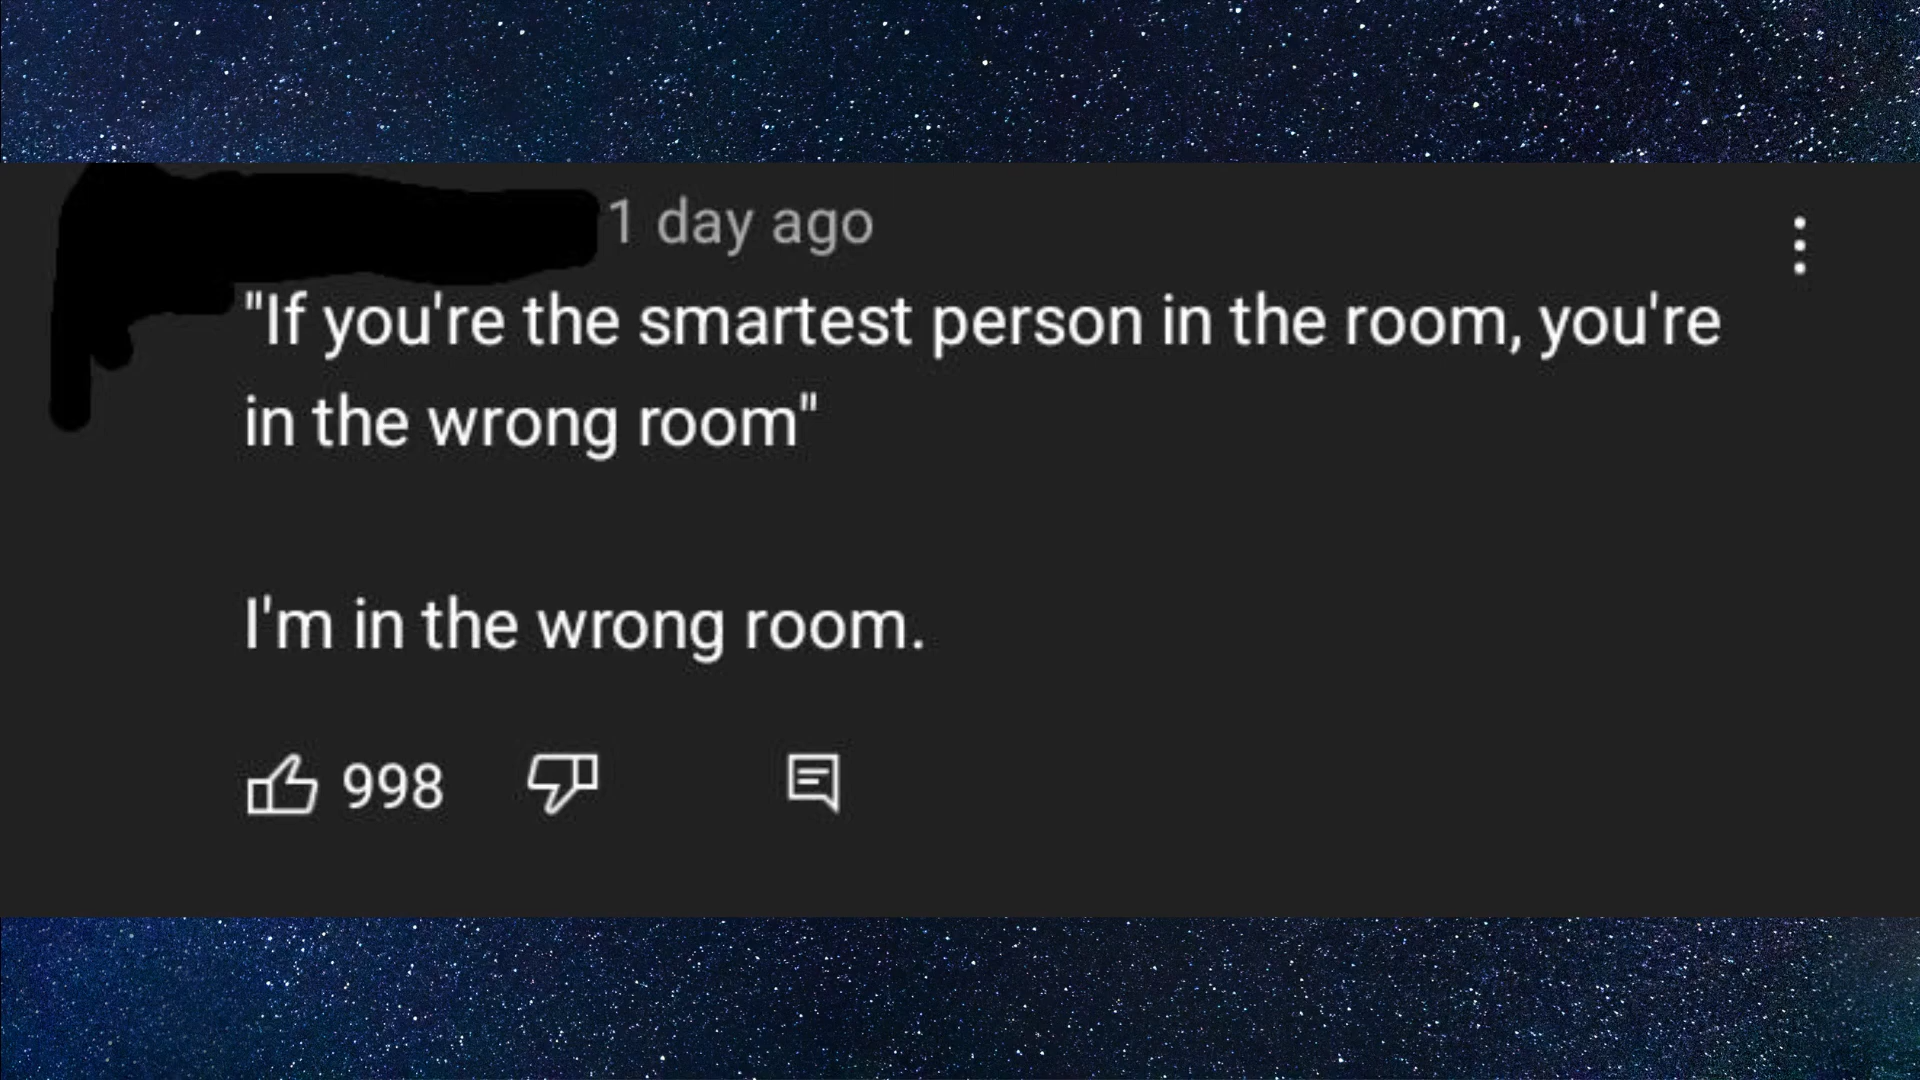 1 day ago
"If you're the smartest person in the room, you're
in the wrong room"
I'm in the wrong room.
998